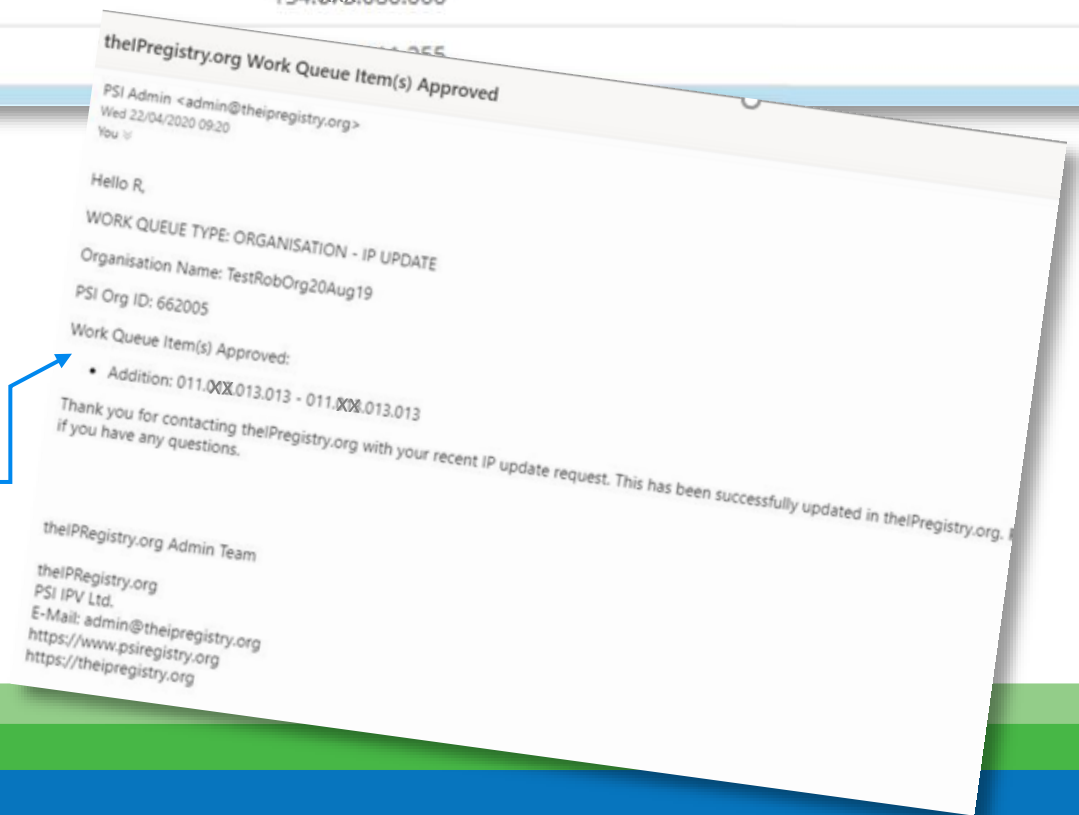 theIPregistry.org Work Queue Item(s) Approved
PSI Admin <admin@theipregistry.org>
Wed 22/04/2020 09:20
You
Hello R,
WORK QUEUE TYPE: ORGANISATION - IP UPDATE
Organisation Name: TestRobOrg20Aug19
PSI Org ID: 662005
Work Queue Item(s) Approved:
• Addition: 011.0XX.013.013 - 011.0XX.013.013
Thank you for contacting theIPregistry.org with your recent IP update request. This has been successfully updated in theIPregistry.org.
if you have any questions.
theIPRegistry.org Admin Team
theIPRegistry.org
PSI IPV Ltd.
E-Mail: admin@theipregistry.org
https://www.psiregistry.org
https://theipregistry.org